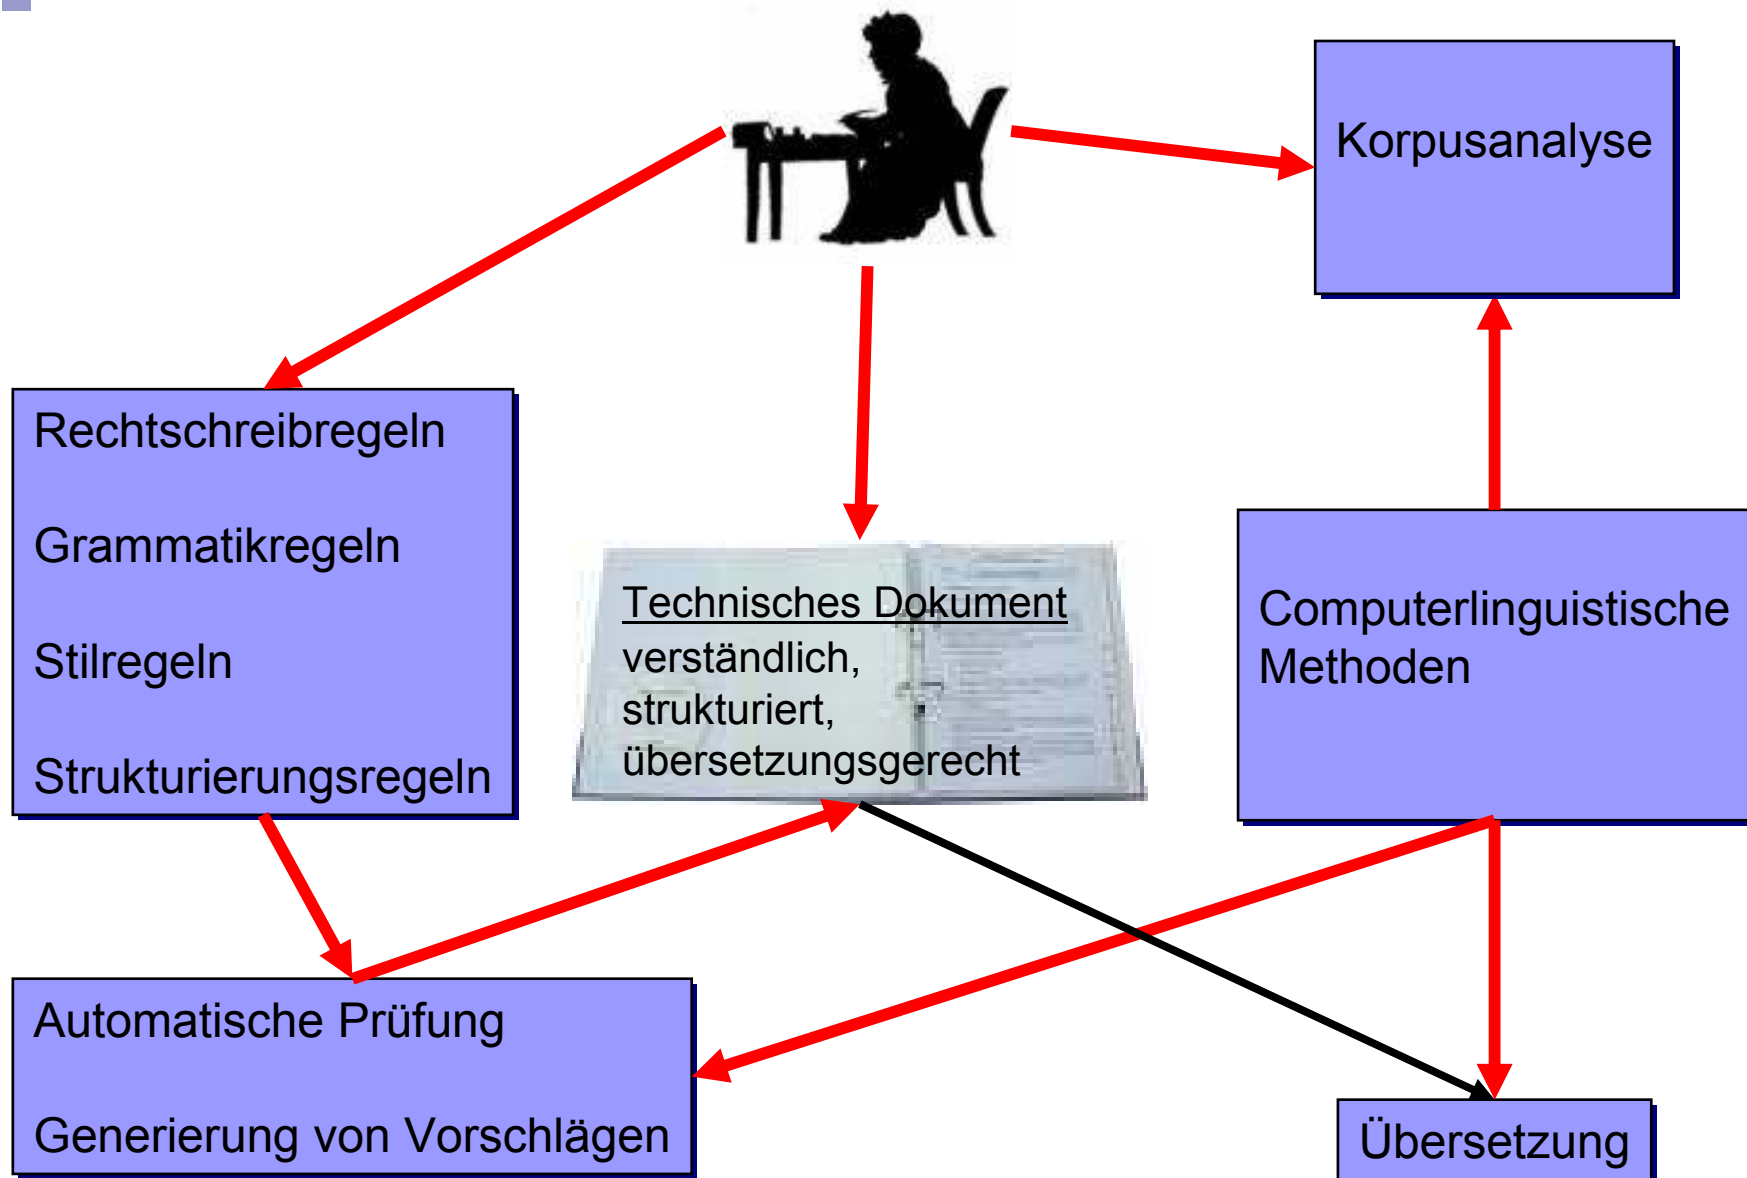 Korpusanalyse
Rechtschreibregeln
Grammatikregeln
Stilregeln
Strukturierungsregeln
Technisches Dokument
verständlich,
strukturiert,
übersetzungsgerecht
Computerlinguistische
Methoden
Automatische Prüfung
Generierung von Vorschlägen
Übersetzung